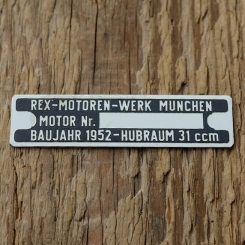 REX-MOTOREN-WERK MUNCHEN
MOTOR Nr.
BAUJAHR 1952-HUBRAUM 31 ccm